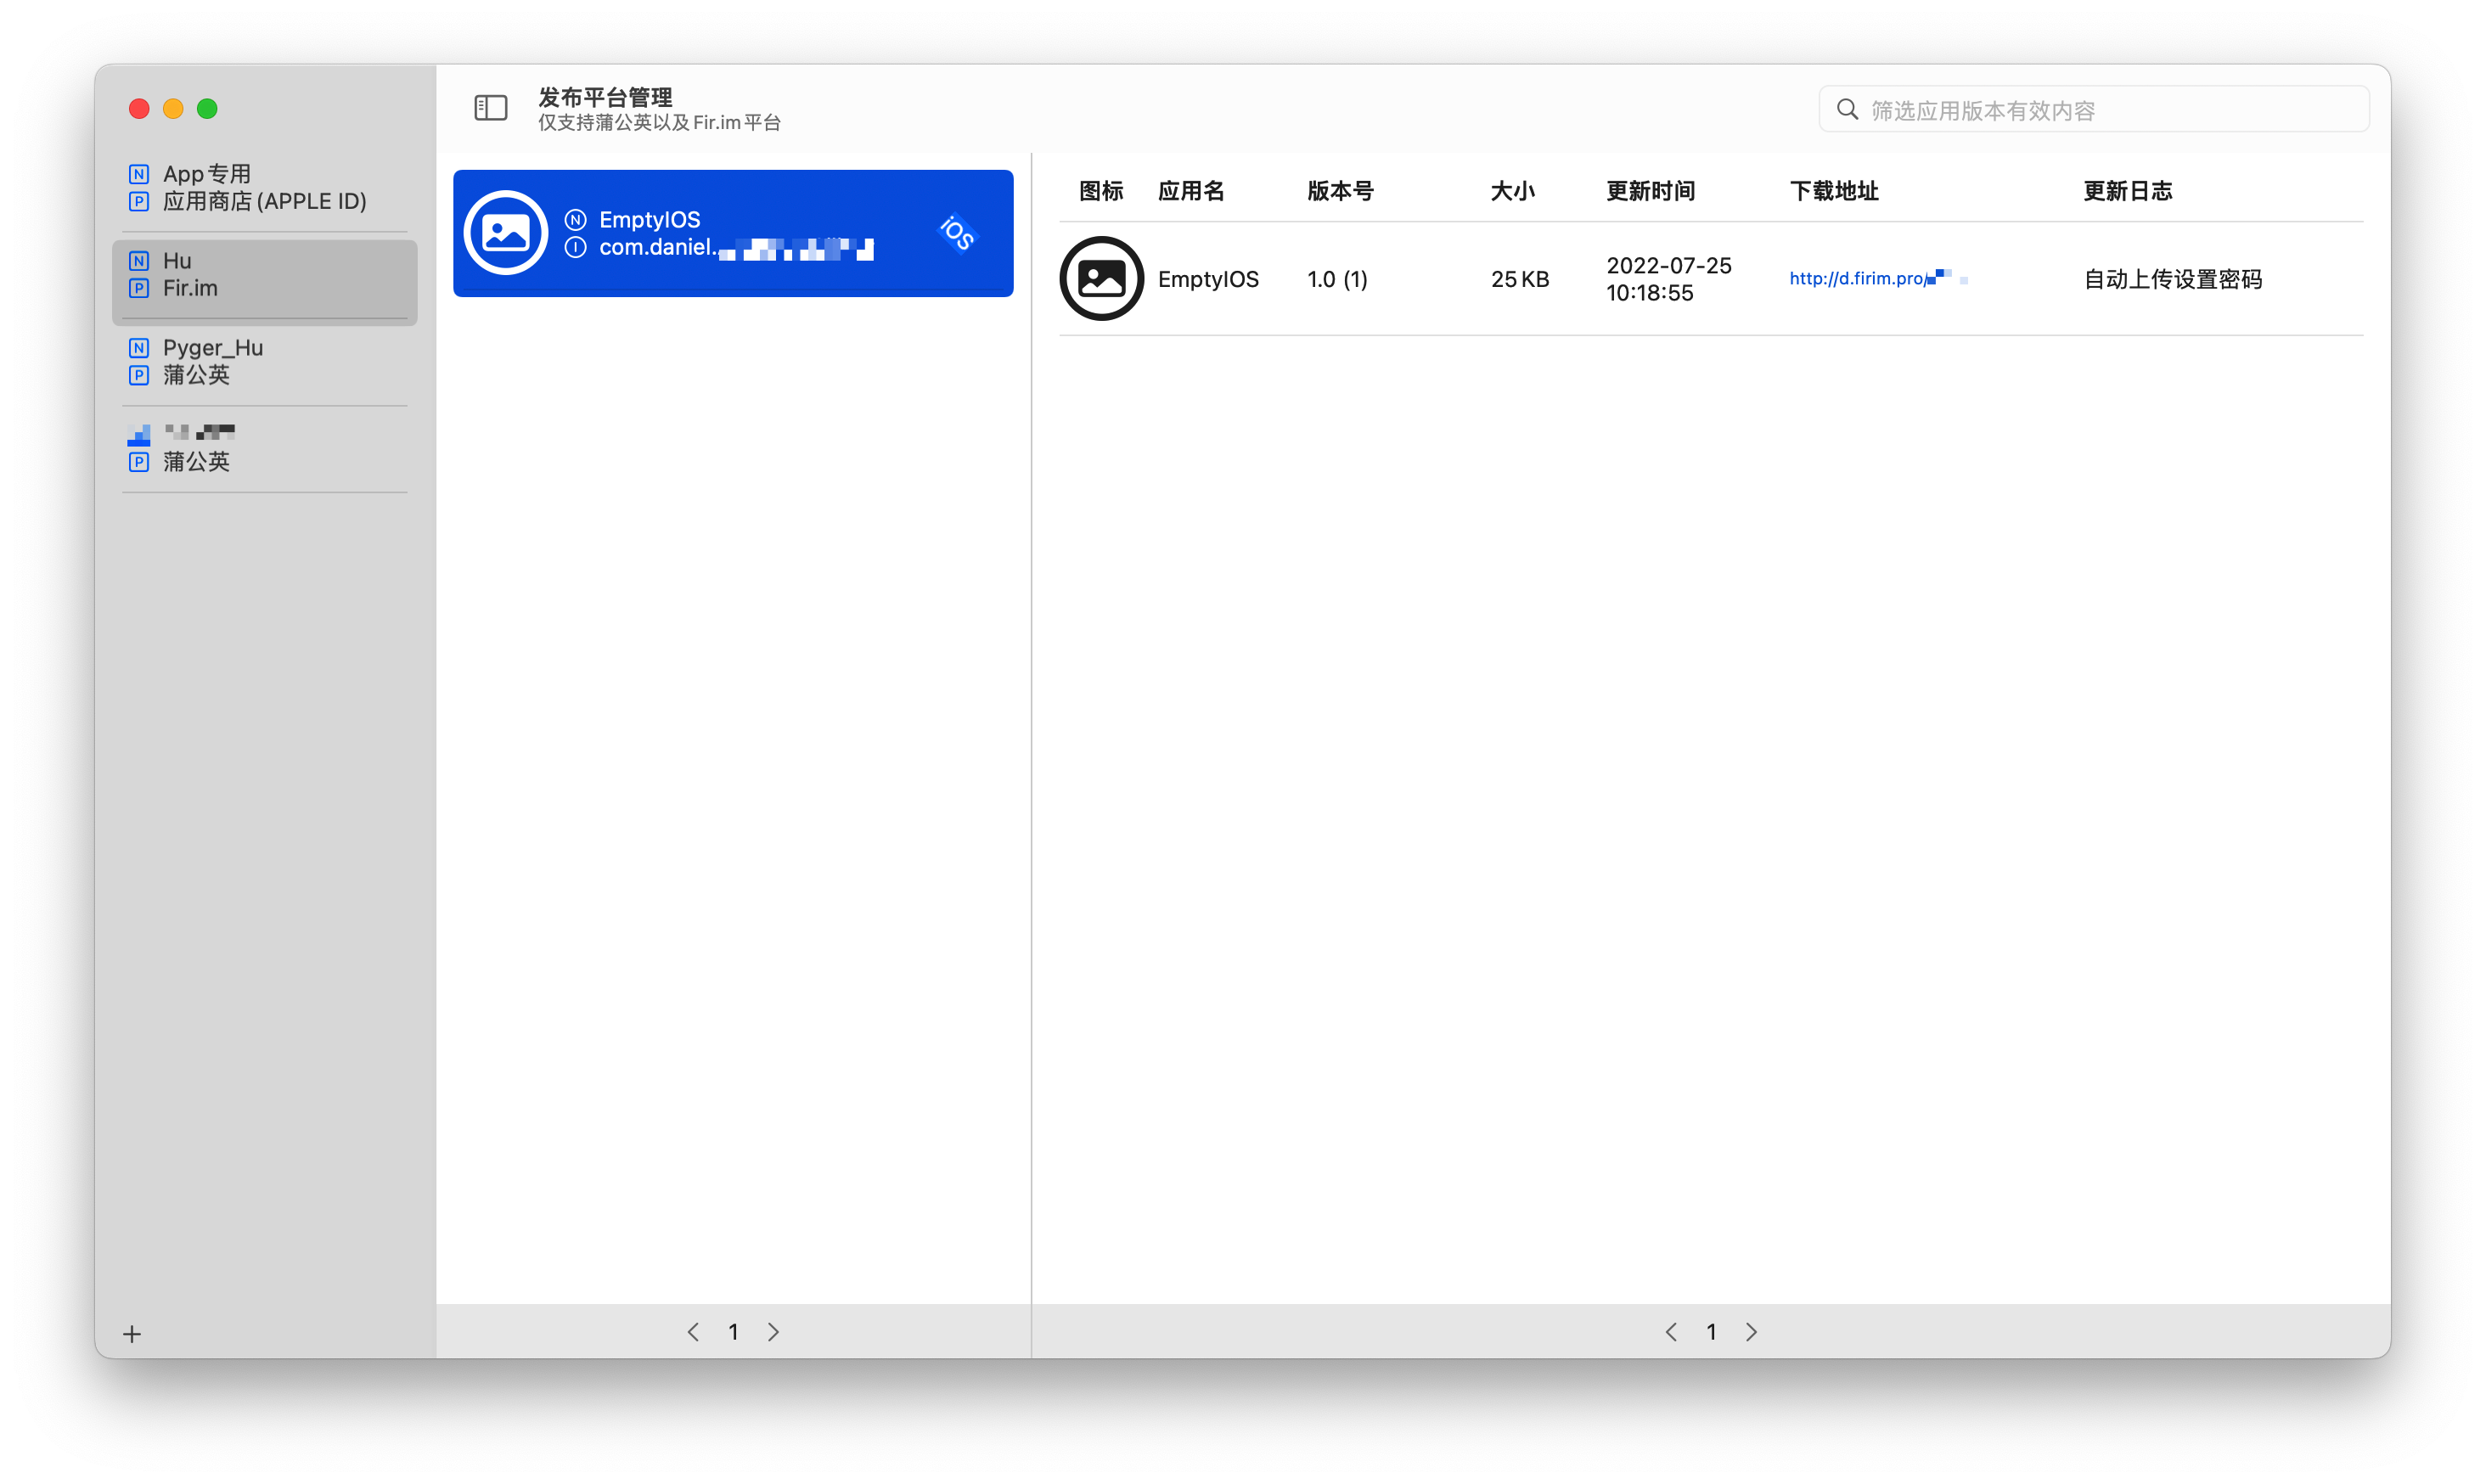 发布平台管理
仅支持蒲公英以及 Fir.im 平台
筛选应用版本有效内容
N App 专用
P 应用商店 (APPLE ID)
N Hu
P Fir.im
N Pyger_Hu
P 蒲公英
P 蒲公英
N EmptyIOS
I com.daniel.
iOS
图标 应用名 版本号 大小 更新时间 下载地址 更新日志
EmptyIOS 1.0 (1) 25 KB 2022-07-25 10:18:55 http://d.firim.pro/ 自动上传设置密码
1
1